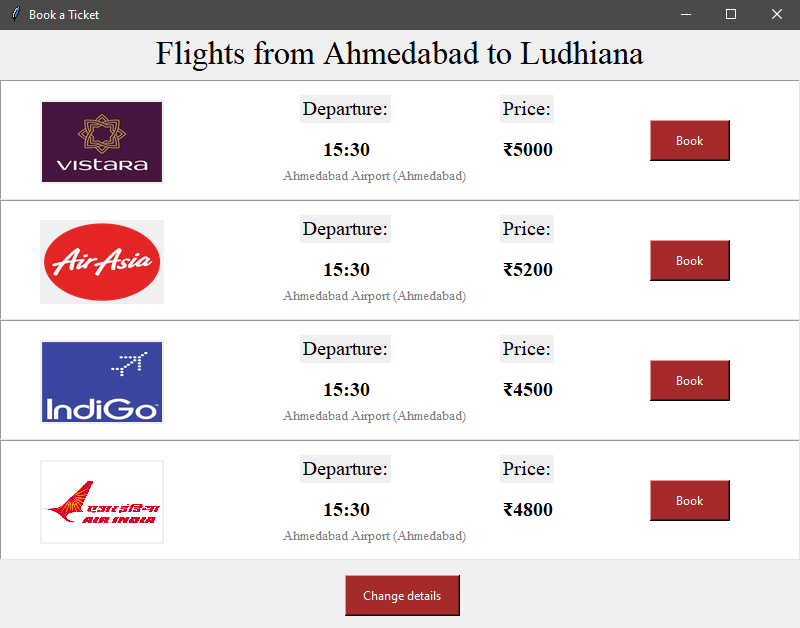 Book a Ticket
Flights from Ahmedabad to Ludhiana
VISTARA
Departure:
15:30
Ahmedabad Airport (Ahmedabad)
Price:
₹5000
Book
AirAsia
Departure:
15:30
Ahmedabad Airport (Ahmedabad)
Price:
₹5200
Book
IndiGo
Departure:
15:30
Ahmedabad Airport (Ahmedabad)
Price:
₹4500
Book
एअर इंडिया
AIR INDIA
Departure:
15:30
Ahmedabad Airport (Ahmedabad)
Price:
₹4800
Book
Change details